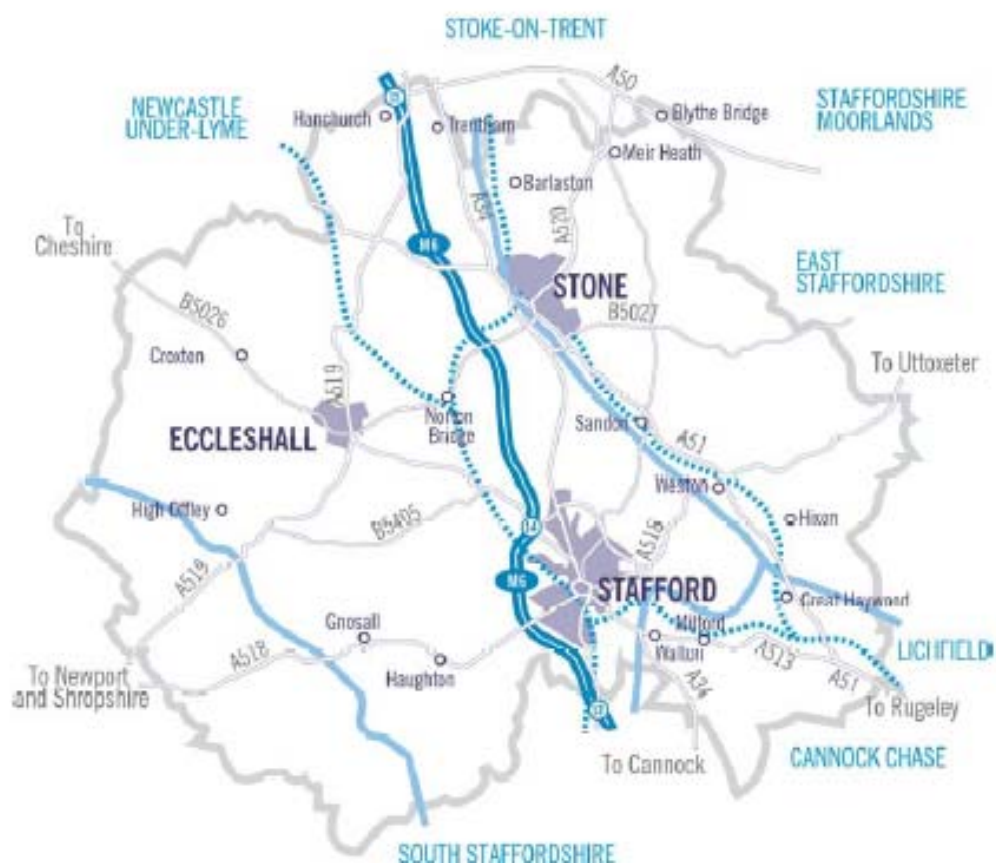 STOKE-ON-TRENT
NEWCASTLE
UNDER-LYME
STAFFORDSHIRE
MOORLANDS
A50
Hanchurch
15
Trentham
Blythe Bridge
Meir Heath
Barlaston
A34
A520
To
Cheshire
M6
EAST
STAFFORDSHIRE
STONE
B5026
B5027
Croxton
A519
To Uttoxeter
Norton
Bridge
ECCLESHALL
Sandon
A51
Weston
High Offley
B5405
14
Hixon
A519
M6
STAFFORD
Great Haywood
Gnosall
Milford
Walton
LICHFIELD
A518
Haughton
A513
A51
To Newport
and Shropshire
A34
13
To Rugeley
To Cannock
CANNOCK CHASE
SOUTH STAFFORDSHIRE